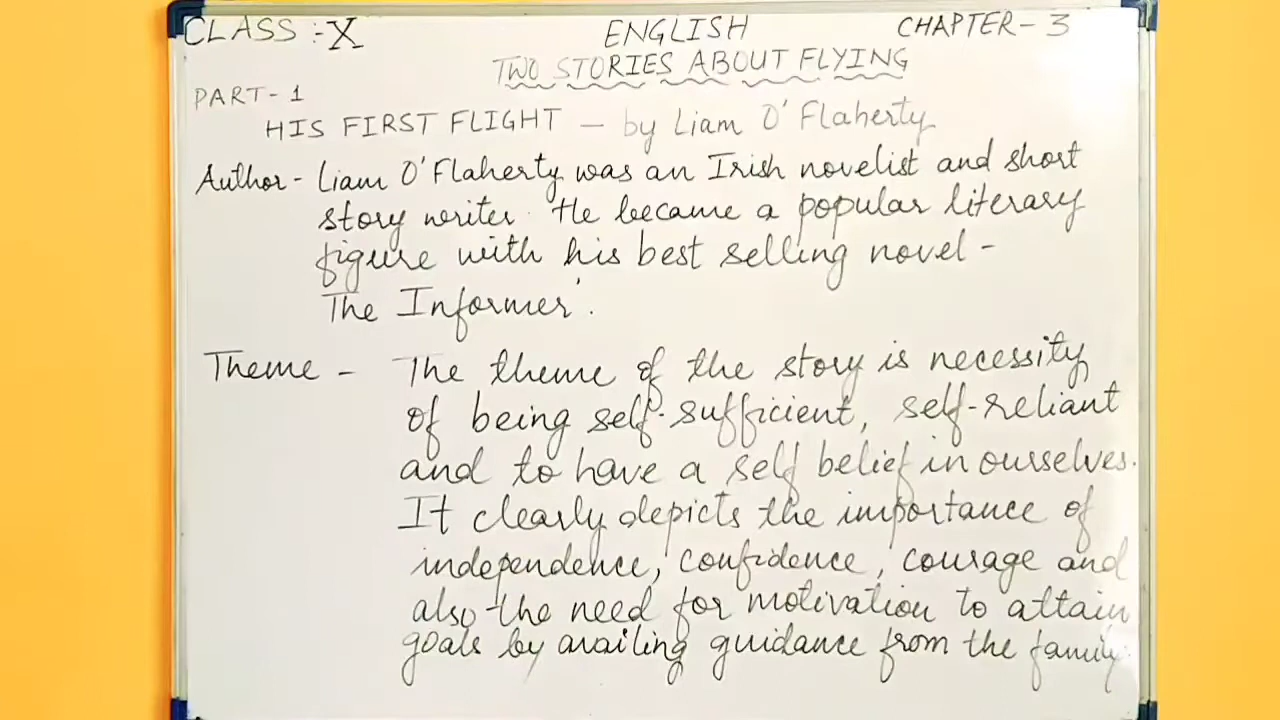 CLASS :- X ENGLISH CHAPTER- 3
TWO STORIES ABOUT FLYING
PART- 1
HIS FIRST FLIGHT – by Liam O'Flaherty
Author - Liam O'Flaherty was an Irish novelist and short
story writer. He became a popular literary
figure with his best selling novel -
The Informer'.
Theme - The theme of the story is necessity
of being self-sufficient, self-reliant
and to have a self belief in ourselves.
It clearly depicts the importance of
independence, confidence, courage and
also the need for motivation to attain
goals by availing guidance from the family.